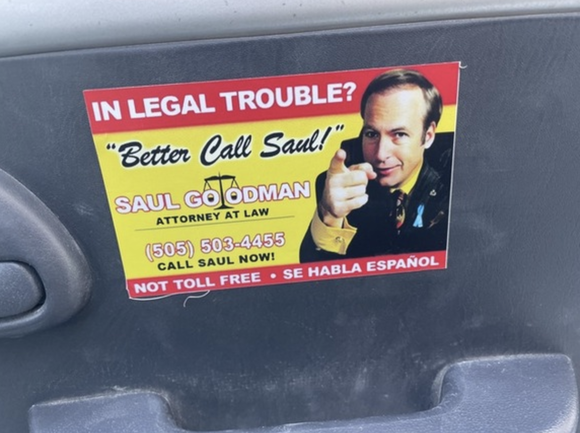 IN LEGAL TROUBLE?
"Better Call Saul!"
SAUL GOODMAN
ATTORNEY AT LAW
(505) 503-4455
CALL SAUL NOW!
NOT TOLL FREE • SE HABLA ESPAÑOL